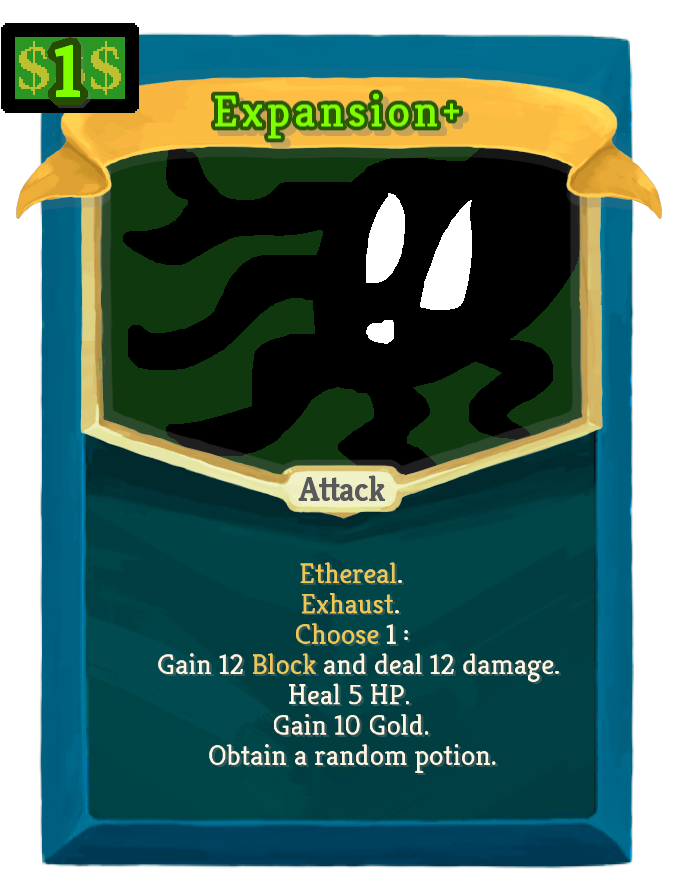 $1$
Expansion+
Attack
Ethereal.
Exhaust.
Choose 1 :
Gain 12 Block and deal 12 damage.
Heal 5 HP.
Gain 10 Gold.
Obtain a random potion.